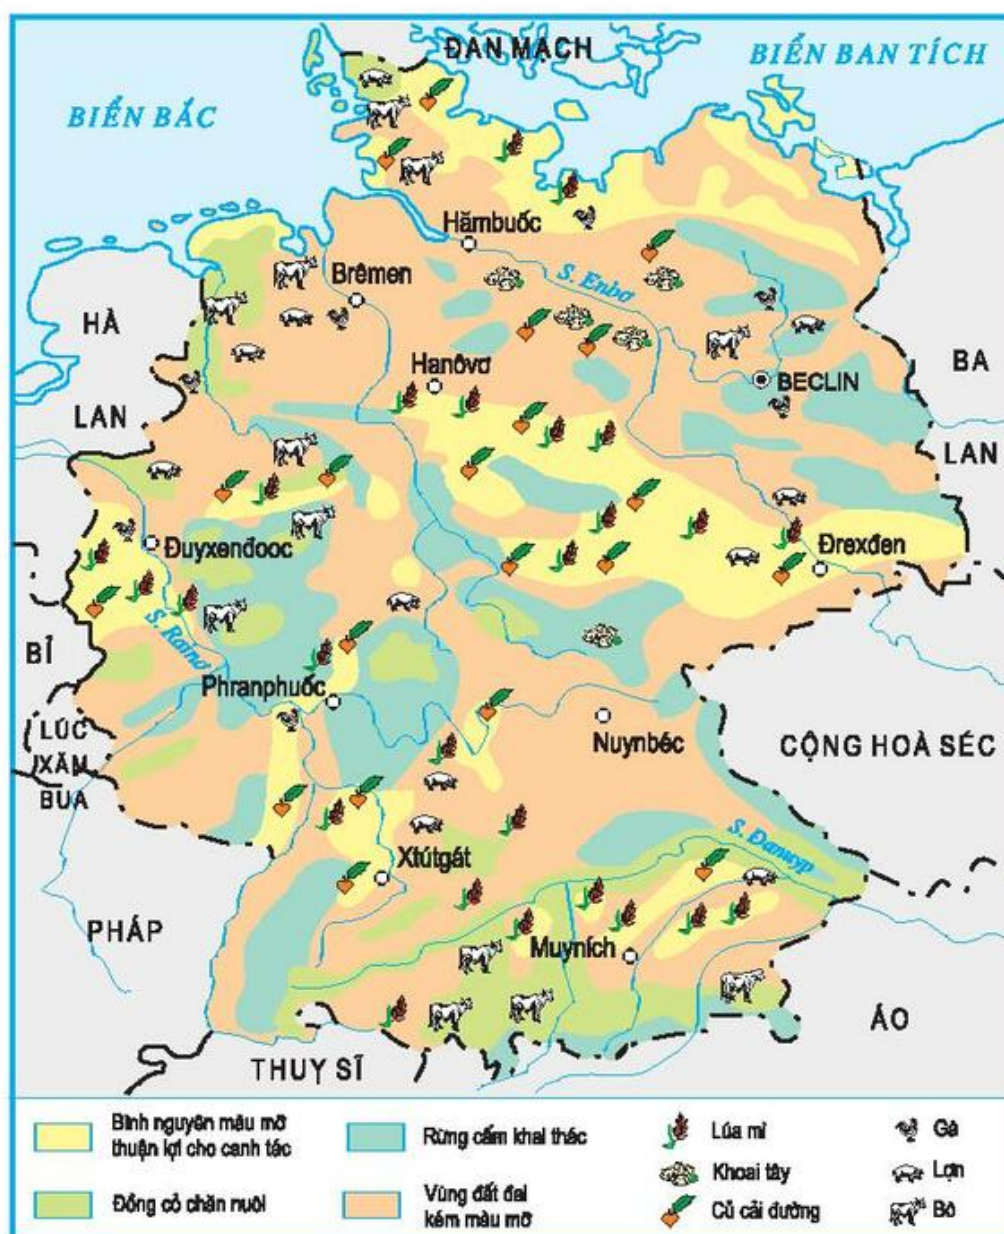 ĐAN MẠCH
BIỂN BAN TÍCH
BIỂN BẮC
Hămbuốc
S. Enbơ
Brêmen
HÀ
LAN
Hanôvơ
BECLIN
BA
LAN
Đuyxenđooc
Đrexđen
S. Rainơ
BỈ
Phranphuốc
LÚC
IXĂM
BUA
Nuynbéc
CỘNG HOÀ SÉC
Xtútgát
S. Đanuyp
PHÁP
Muyních
ÁO
THUỴ SĨ
Bình nguyên màu mỡ
thuận lợi cho canh tác
Rừng cấm khai thác
Lúa mì
Gà
Khoai tây
Lợn
Đồng cỏ chăn nuôi
Vùng đất đai
kém màu mỡ
Củ cải đường
Bò